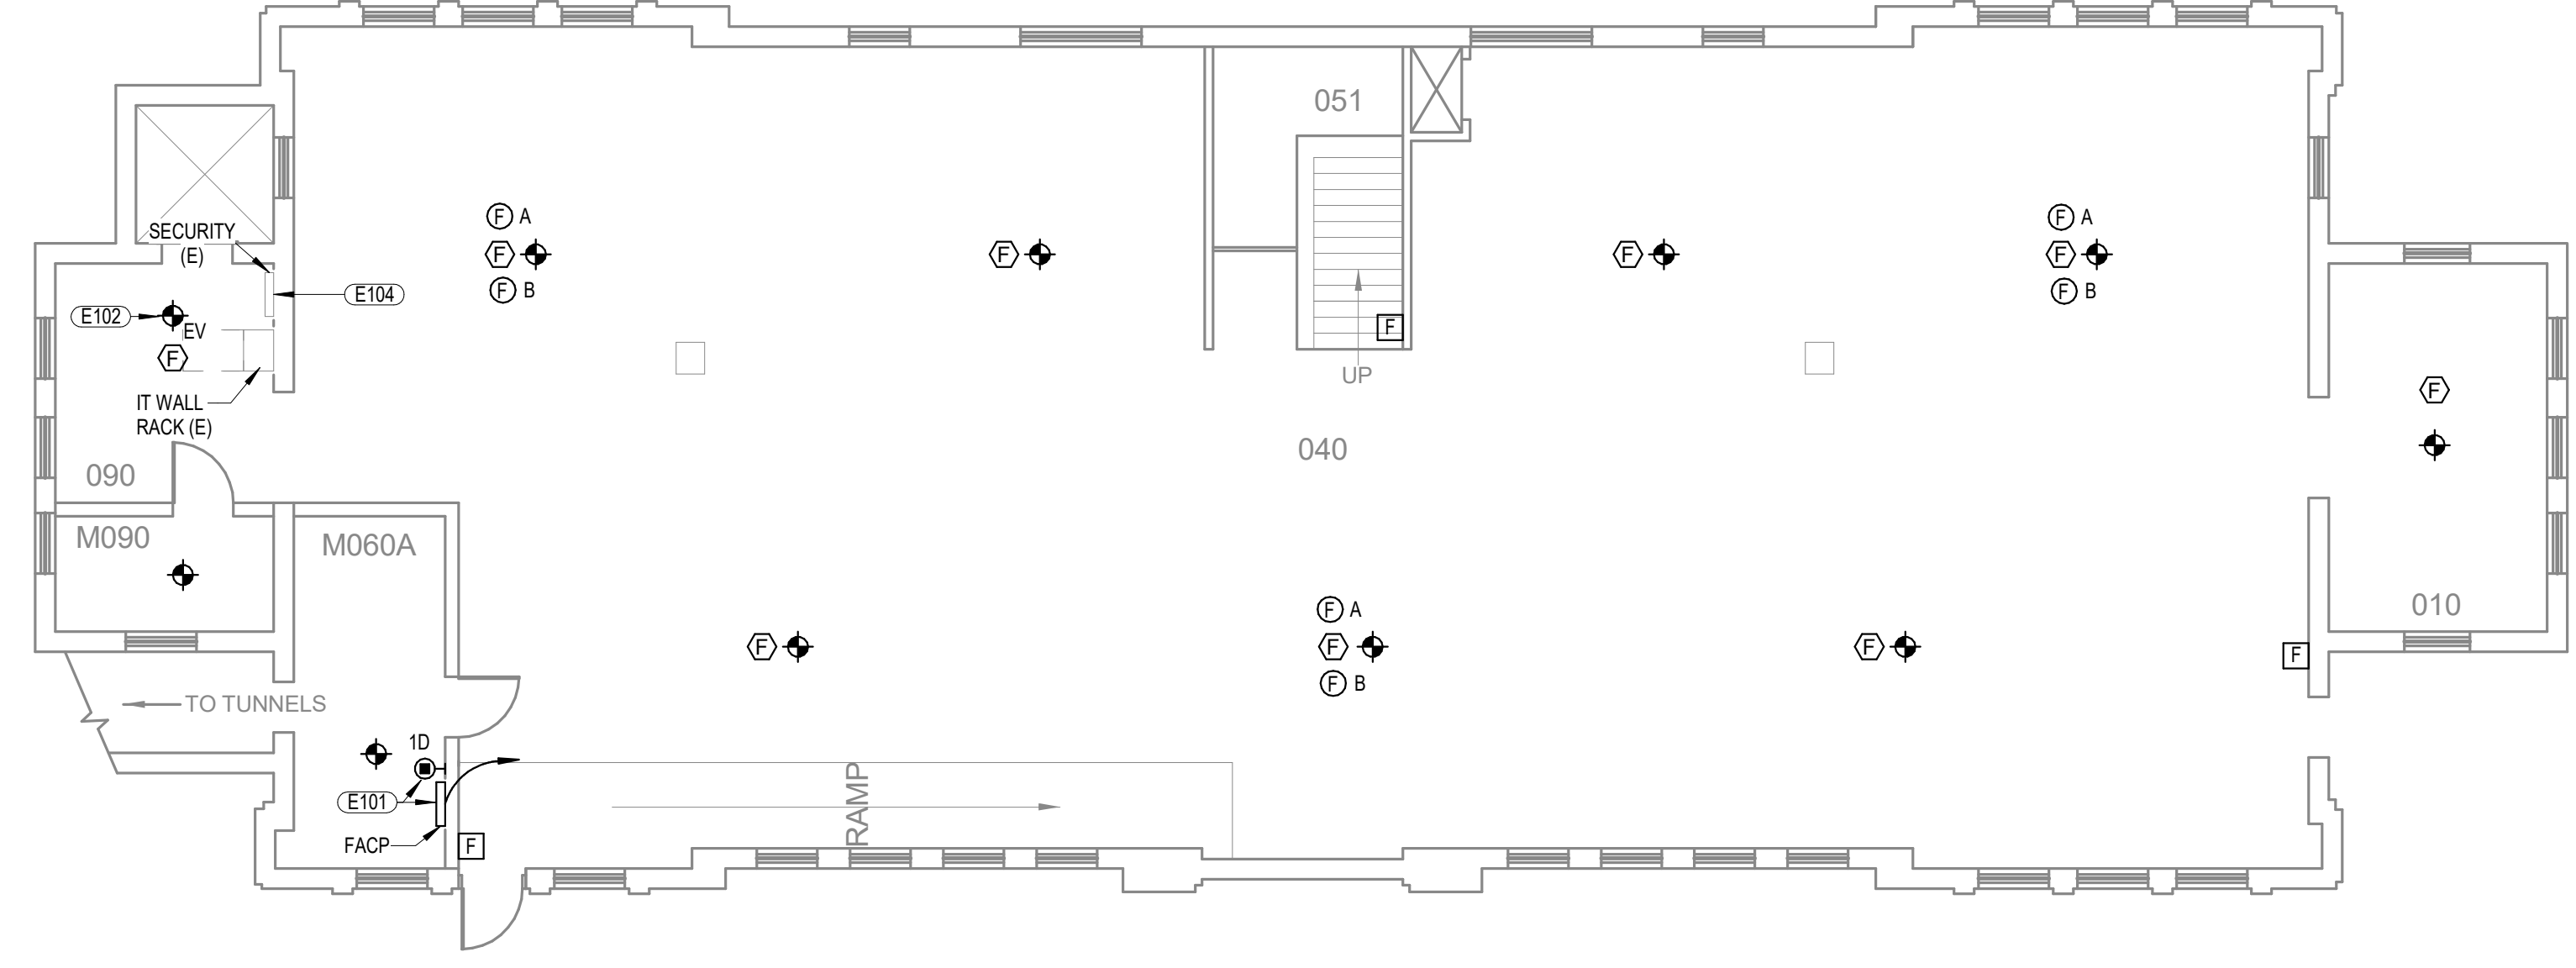 051
SECURITY
(E)
F A
F
F B
F
F
F A
F
F B
E104
E102
EV
F
F
UP
IT WALL
RACK (E)
F
040
090
M090
M060A
010
F A
F
F
F
F B
F
TO TUNNELS
1D
RAMP
E101
FACP
F